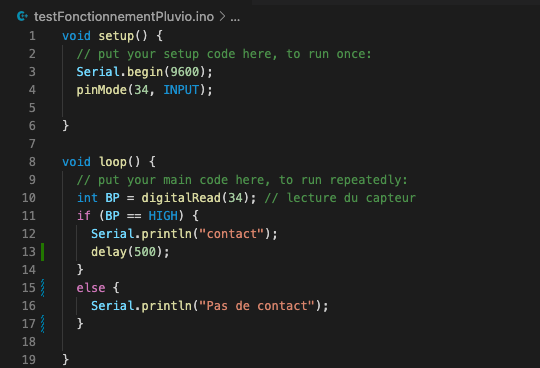 testFonctionnementPluvio.ino > ...
1 void setup() {
2 // put your setup code here, to run once:
3 Serial.begin(9600);
4 pinMode(34, INPUT);
5
6 }
7
8 void loop() {
9 // put your main code here, to run repeatedly:
10 int BP = digitalRead(34); // lecture du capteur
11 if (BP == HIGH) {
12 Serial.println("contact");
13 delay(500);
14 }
15 else {
16 Serial.println("Pas de contact");
17 }
18
19 }